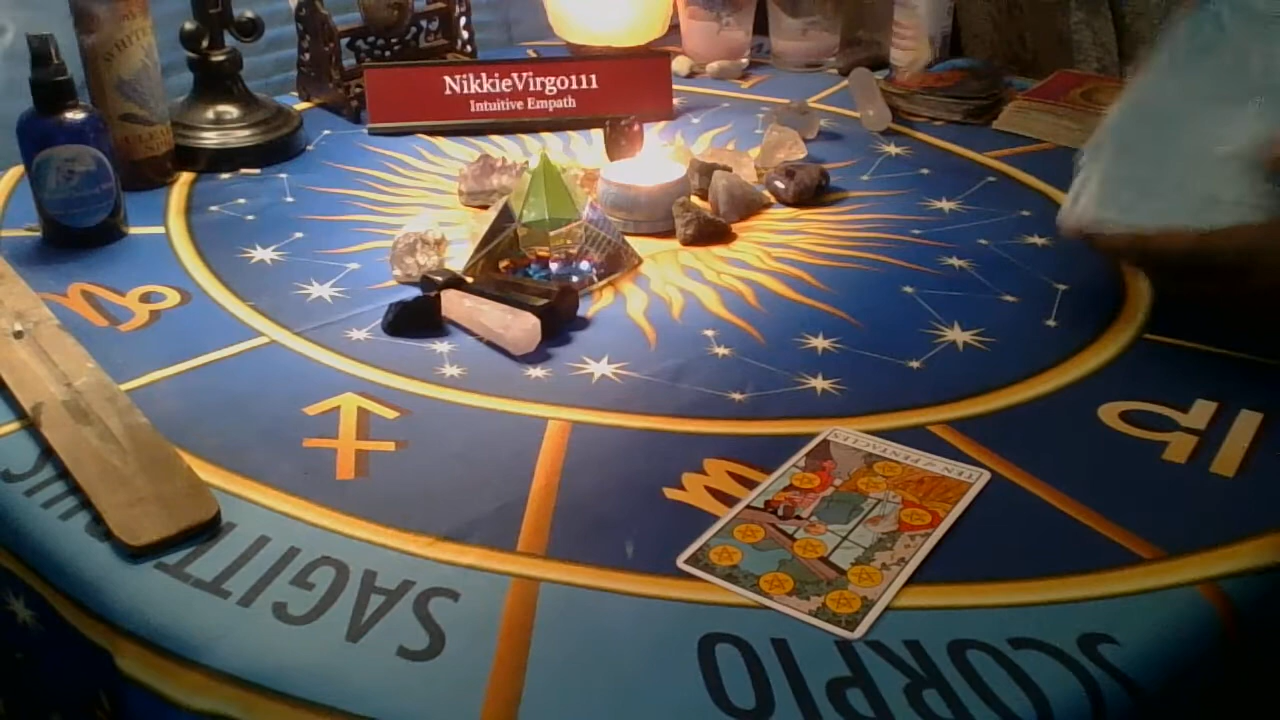 NikkieVirgo111
Intuitive Empath
TEN of PENTACLES
SAGITT
SCORPIO